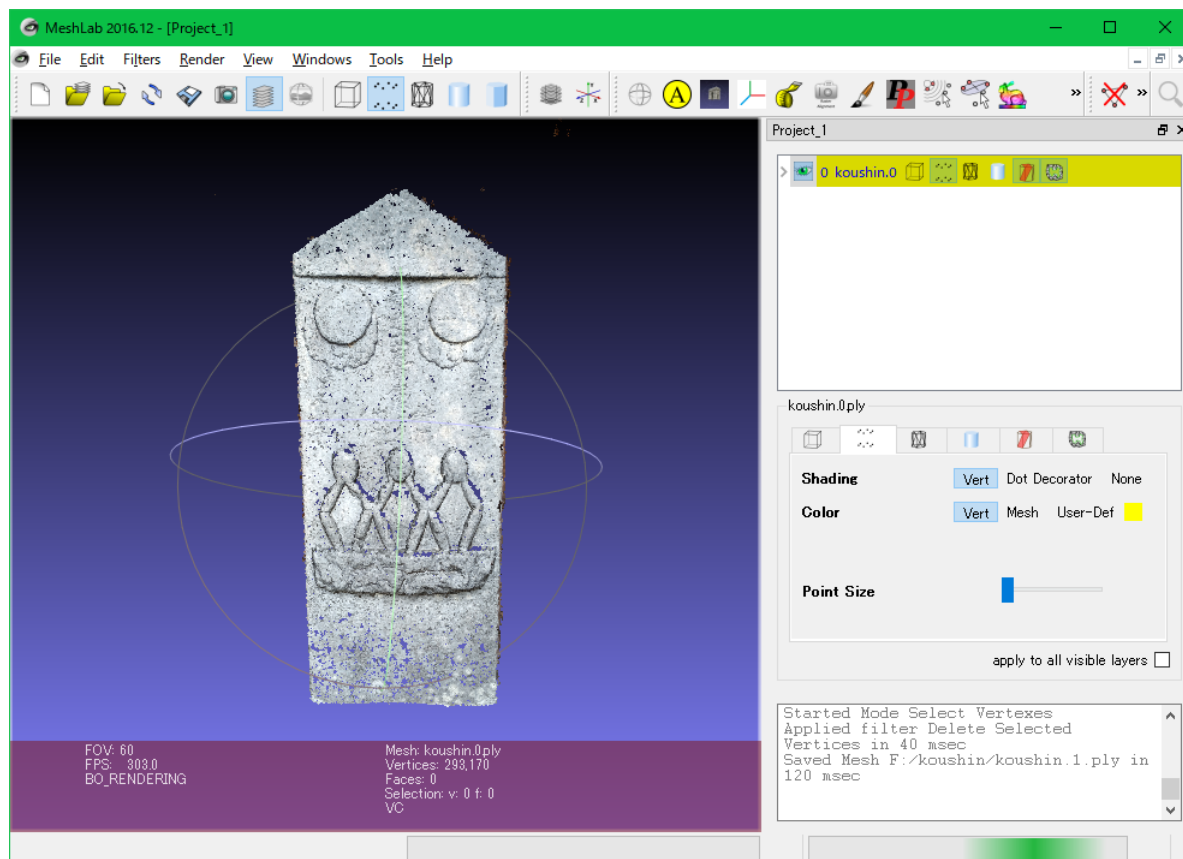 MeshLab 2016.12 - [Project_1]
File Edit Filters Render View Windows Tools Help
A
PP
»
»
Project_1
0 koushin.0
koushin.0.ply
Shading Vert Dot Decorator None
Color Vert Mesh User-Def
Point Size
apply to all visible layers
Started Mode Select Vertexes
Applied filter Delete Selected
Vertices in 40 msec
Saved Mesh F:/koushin/koushin.1.ply in
120 msec
FOV: 60
FPS: 303.0
BO_RENDERING
Mesh: koushin.0.ply
Vertices: 293,170
Faces: 0
Selection: v: 0 f: 0
VC